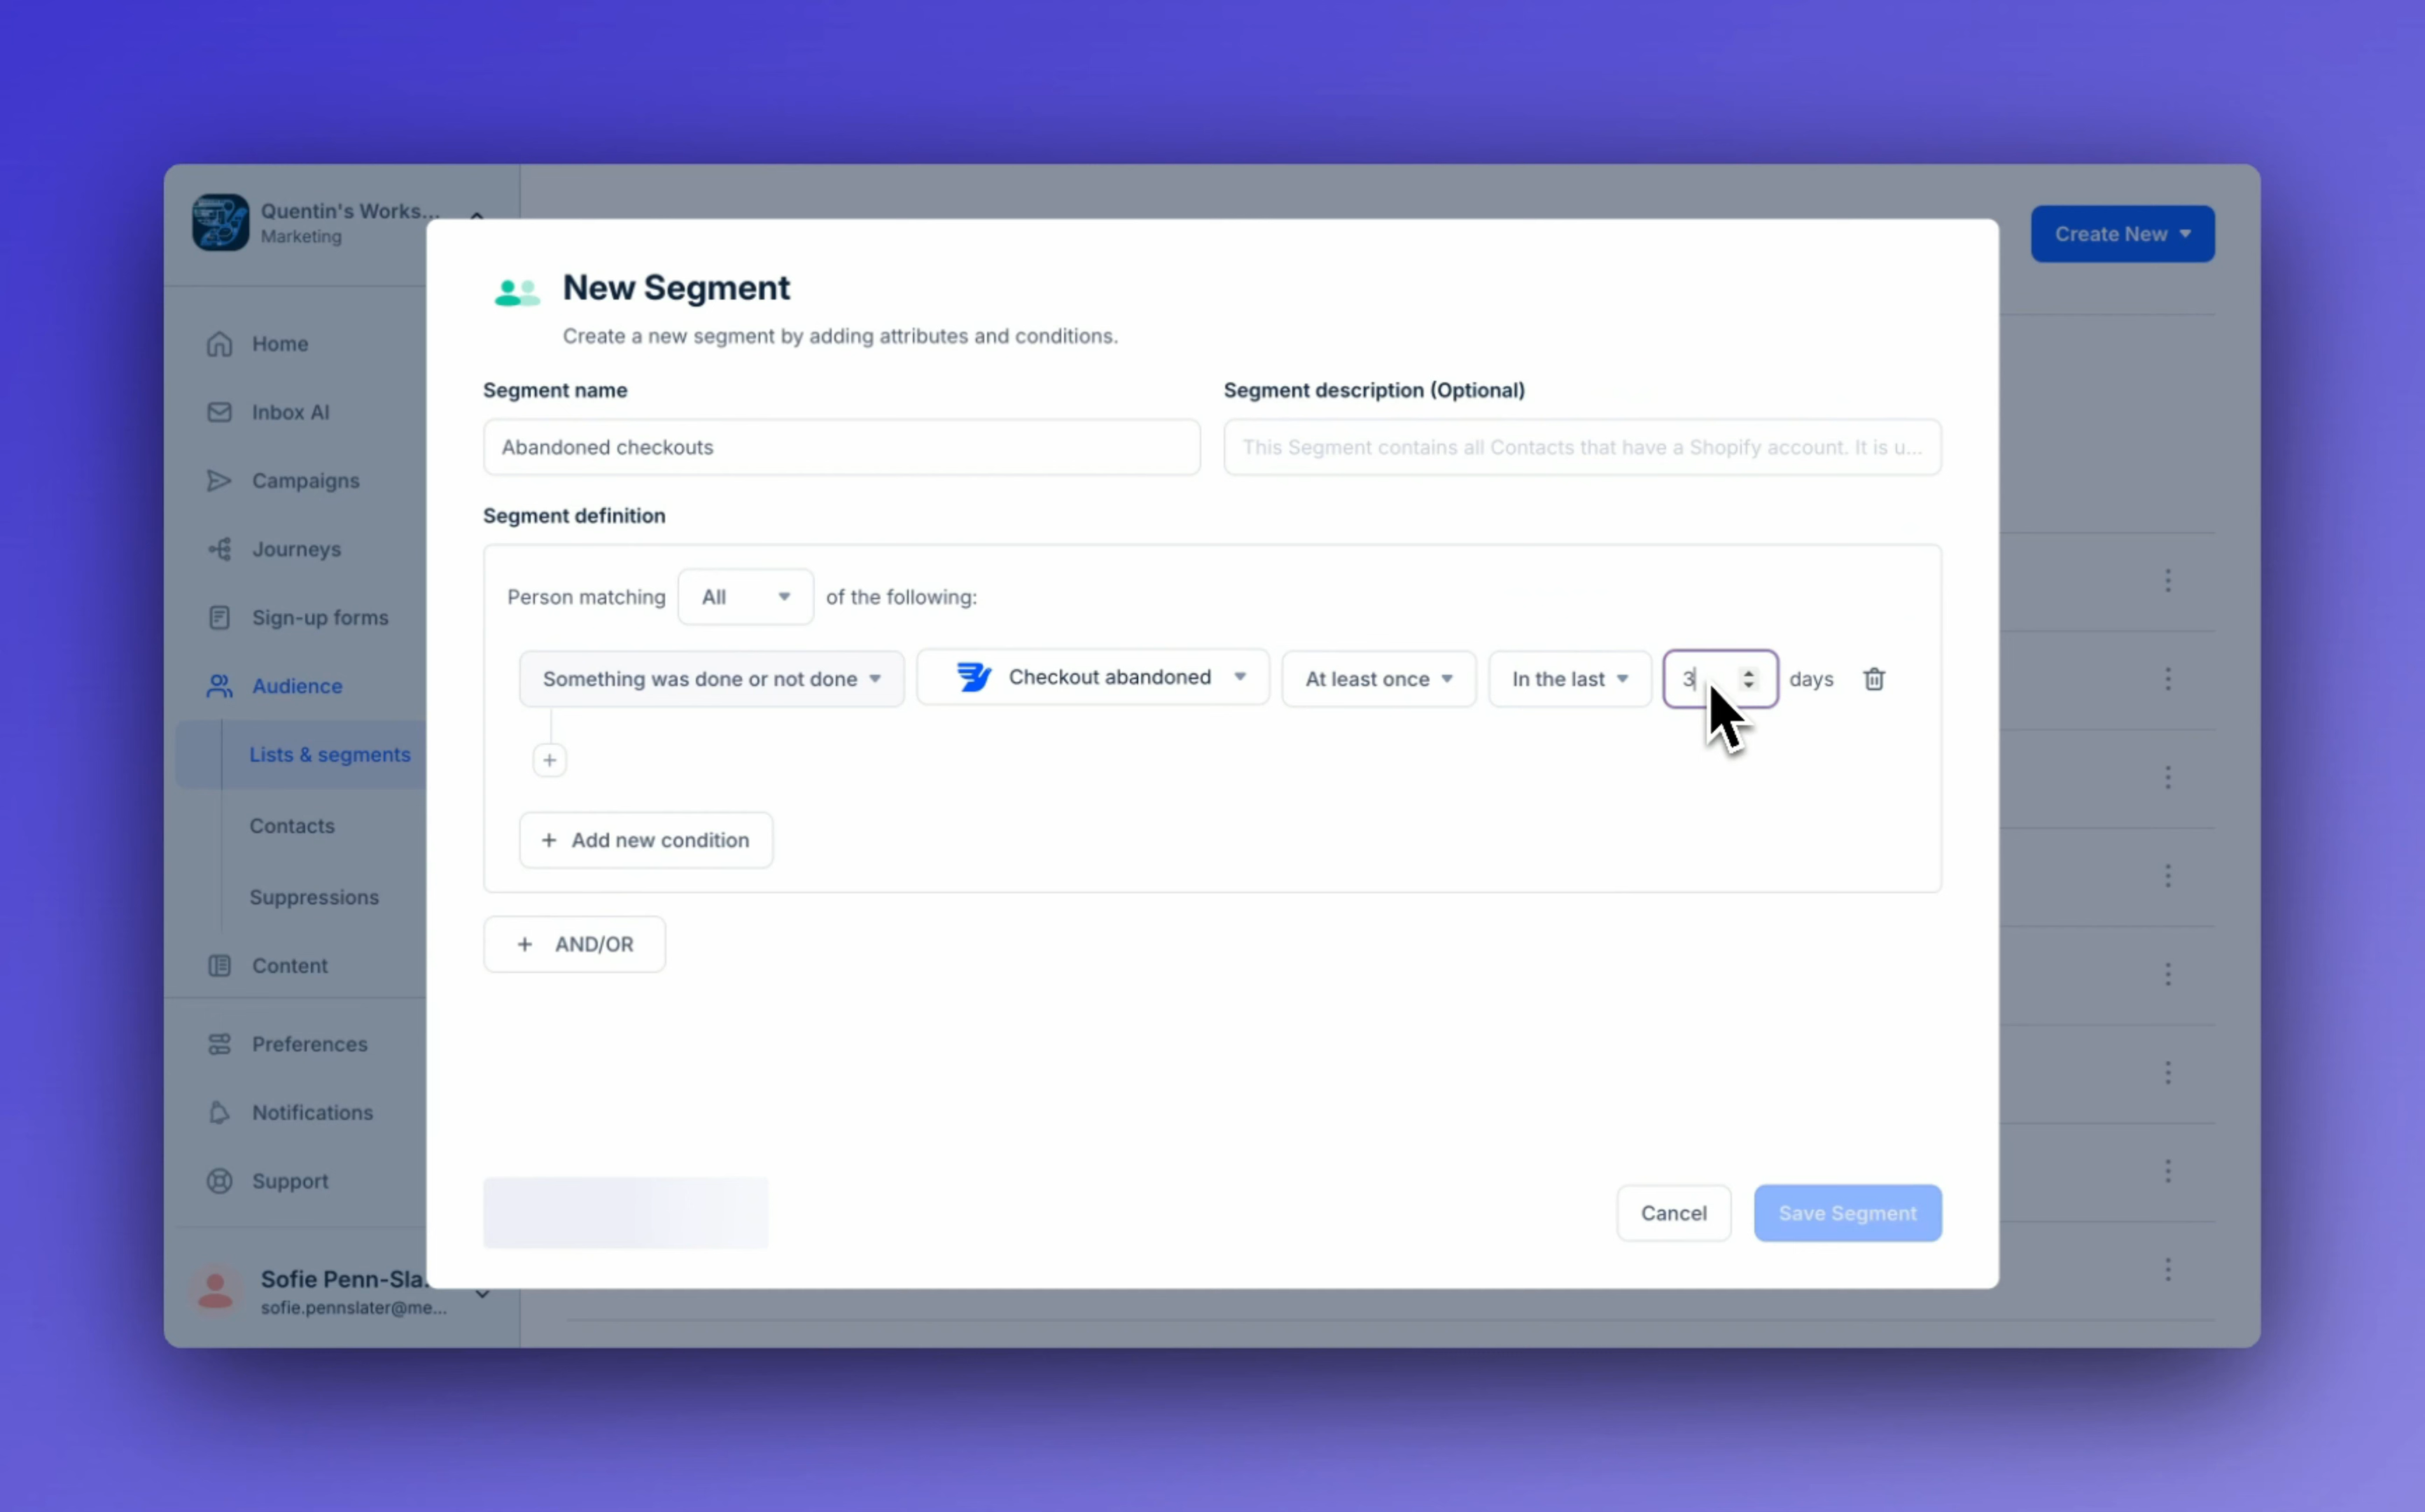 Quentin's Works...
Marketing
Create New
Home
Inbox AI
Campaigns
Journeys
Sign-up forms
Audience
Lists & segments
Contacts
Suppressions
Content
Preferences
Notifications
Support
Sofie Penn-Sla.
sofie.pennslater@me...
New Segment
Create a new segment by adding attributes and conditions.
Segment name
Segment description (Optional)
Abandoned checkouts
This Segment contains all Contacts that have a Shopify account. It is u...
Segment definition
Person matching All of the following:
Something was done or not done Checkout abandoned At least once In the last 3 days
+
+ Add new condition
+ AND/OR
Cancel
Save Segment